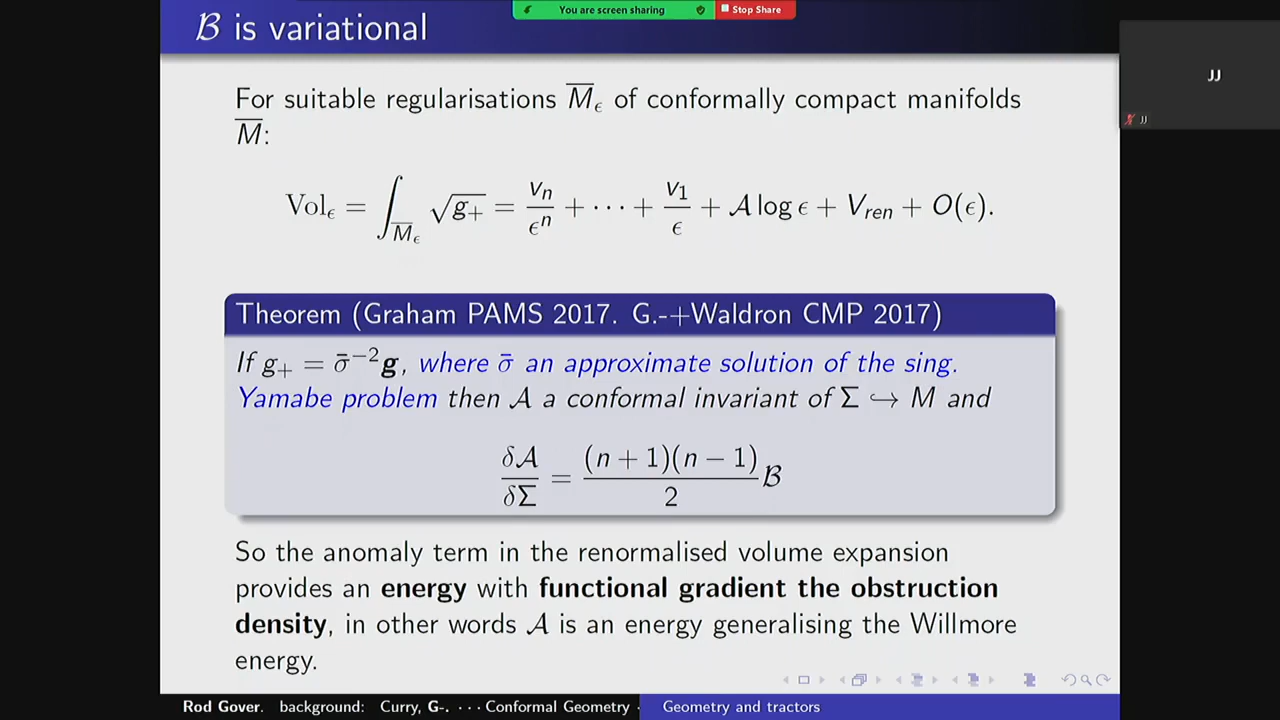 You are screen sharing
Stop Share
ℬ is variational
JJ
JJ
For suitable regularisations M̅_ϵ of conformally compact manifolds
M̅:
Vol_ϵ = ∫_{M̅_ϵ} √g₊ = v_n/ϵ^n + ··· + v_1/ϵ + 𝒜 log ϵ + V_ren + O(ϵ).
Theorem (Graham PAMS 2017. G.-+Waldron CMP 2017)
If g₊ = σ̄⁻²g, where σ̄ an approximate solution of the sing.
Yamabe problem then 𝒜 a conformal invariant of Σ ↪ M and
δ𝒜/δΣ = (n + 1)(n − 1)/2 ℬ
So the anomaly term in the renormalised volume expansion
provides an energy with functional gradient the obstruction
density, in other words 𝒜 is an energy generalising the Willmore
energy.
Rod Gover. background: Curry, G-. ··· Conformal Geometry ·
Geometry and tractors